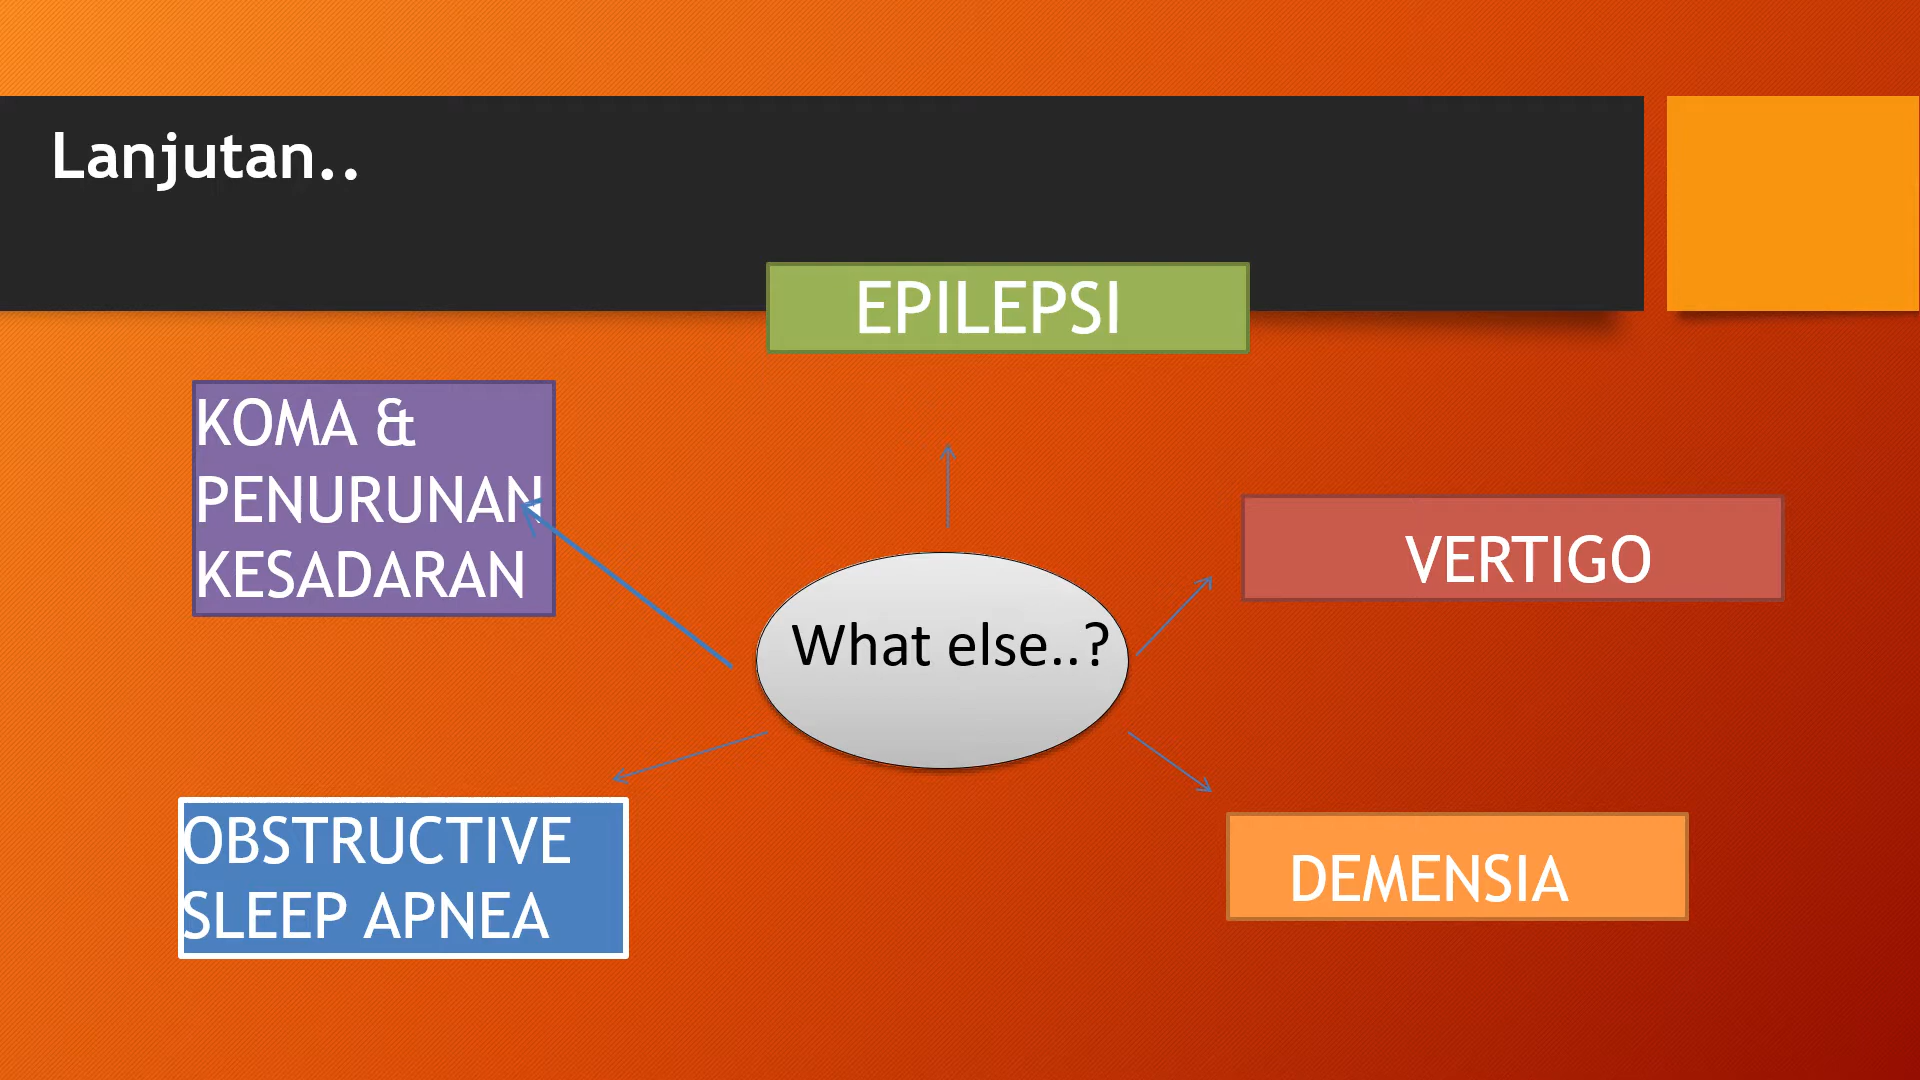 Lanjutan..
EPILEPSI
KOMA &
PENURUNAN
KESADARAN
VERTIGO
What else..?
OBSTRUCTIVE
SLEEP APNEA
DEMENSIA